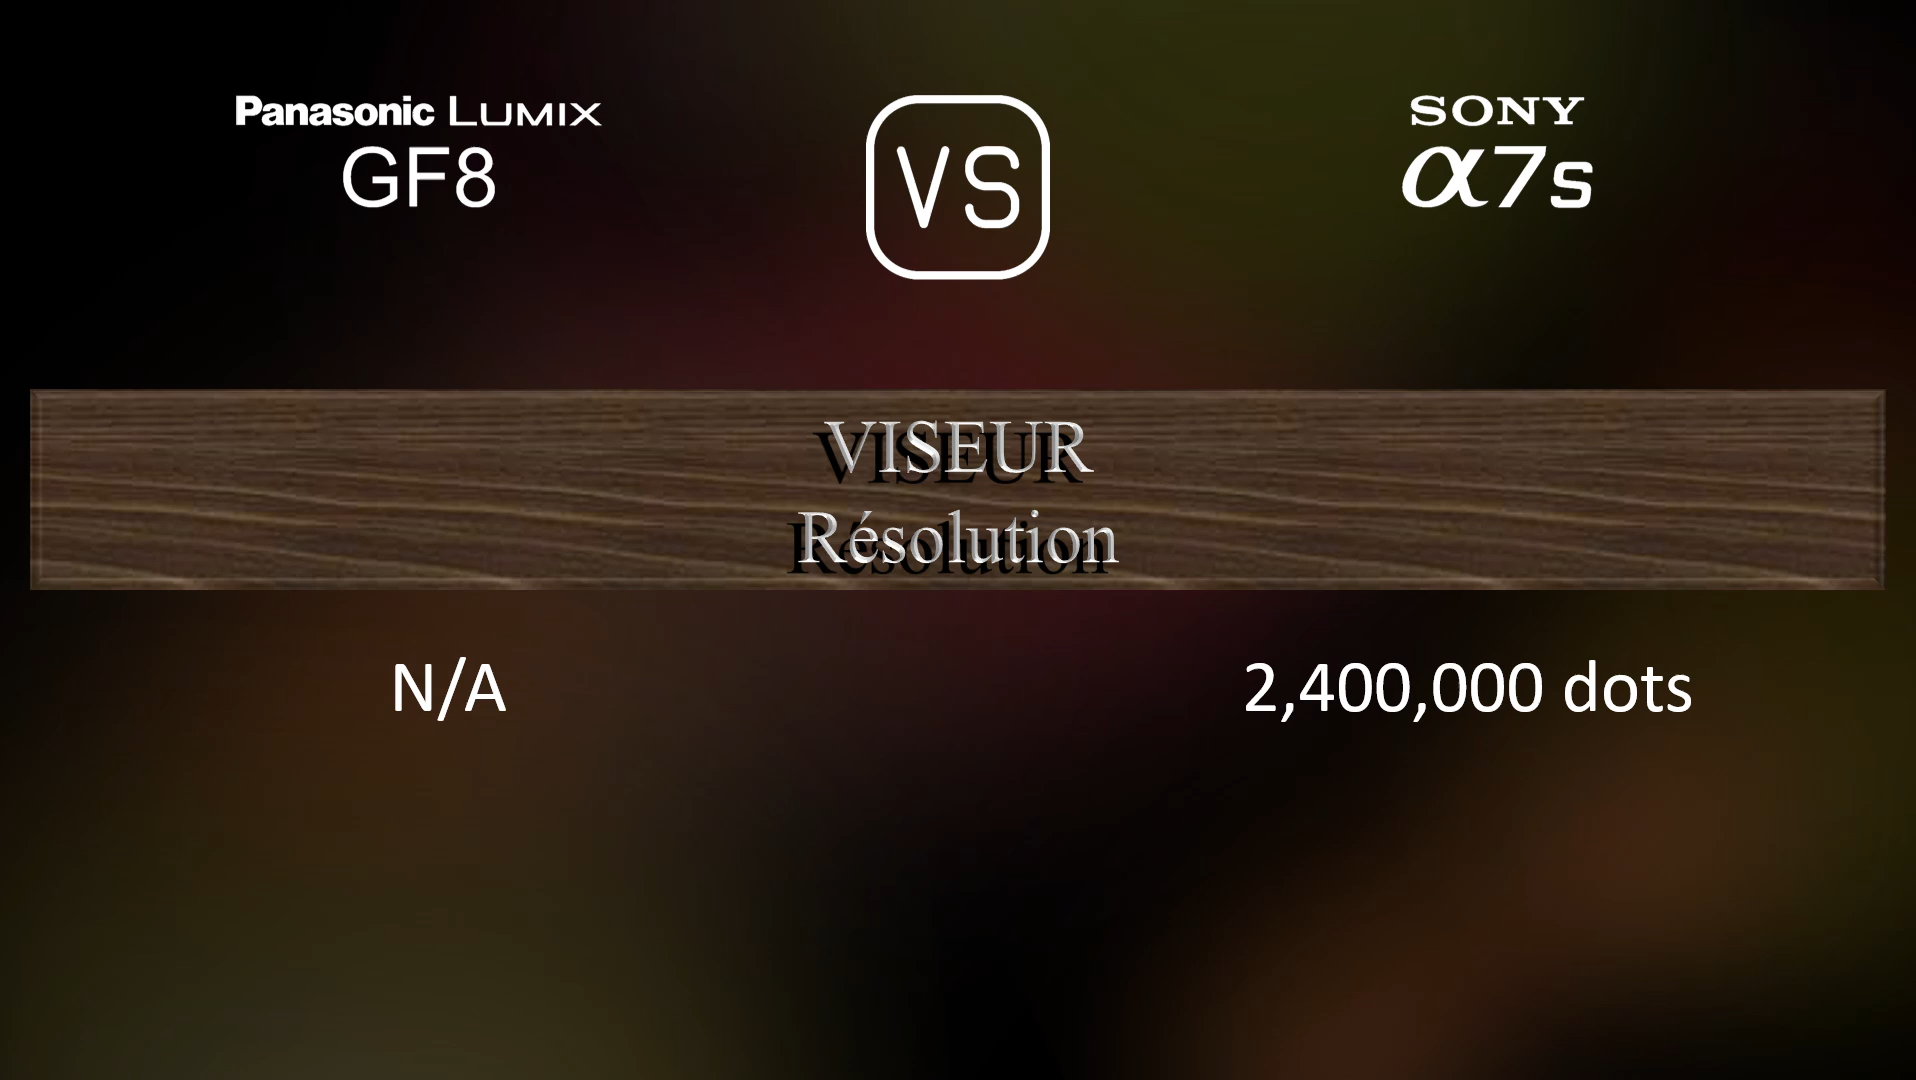 Panasonic LUMIX
GF8
VS
SONY
α7s
VISEUR
Résolution
N/A
2,400,000 dots